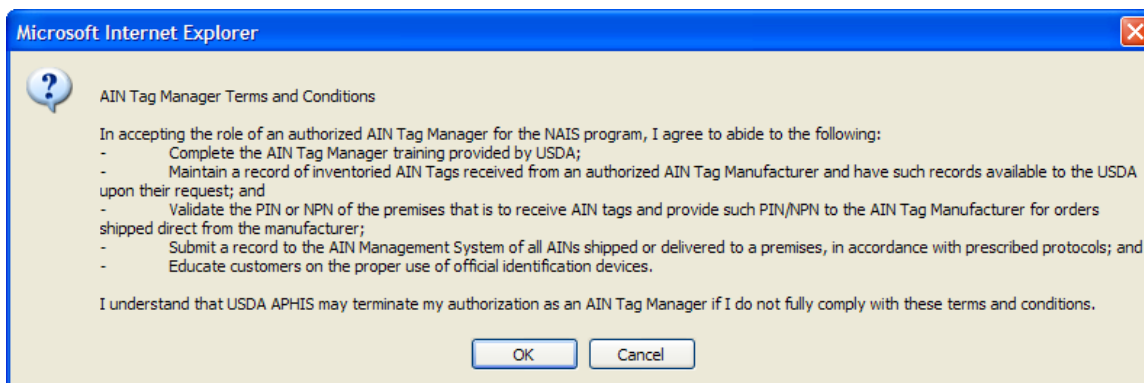 Microsoft Internet Explorer
AIN Tag Manager Terms and Conditions
In accepting the role of an authorized AIN Tag Manager for the NAIS program, I agree to abide to the following:
- Complete the AIN Tag Manager training provided by USDA;
- Maintain a record of inventoried AIN Tags received from an authorized AIN Tag Manufacturer and have such records available to the USDA
upon their request; and
- Validate the PIN or NPN of the premises that is to receive AIN tags and provide such PIN/NPN to the AIN Tag Manufacturer for orders
shipped direct from the manufacturer;
- Submit a record to the AIN Management System of all AINs shipped or delivered to a premises, in accordance with prescribed protocols; and
- Educate customers on the proper use of official identification devices.
I understand that USDA APHIS may terminate my authorization as an AIN Tag Manager if I do not fully comply with these terms and conditions.
OK Cancel